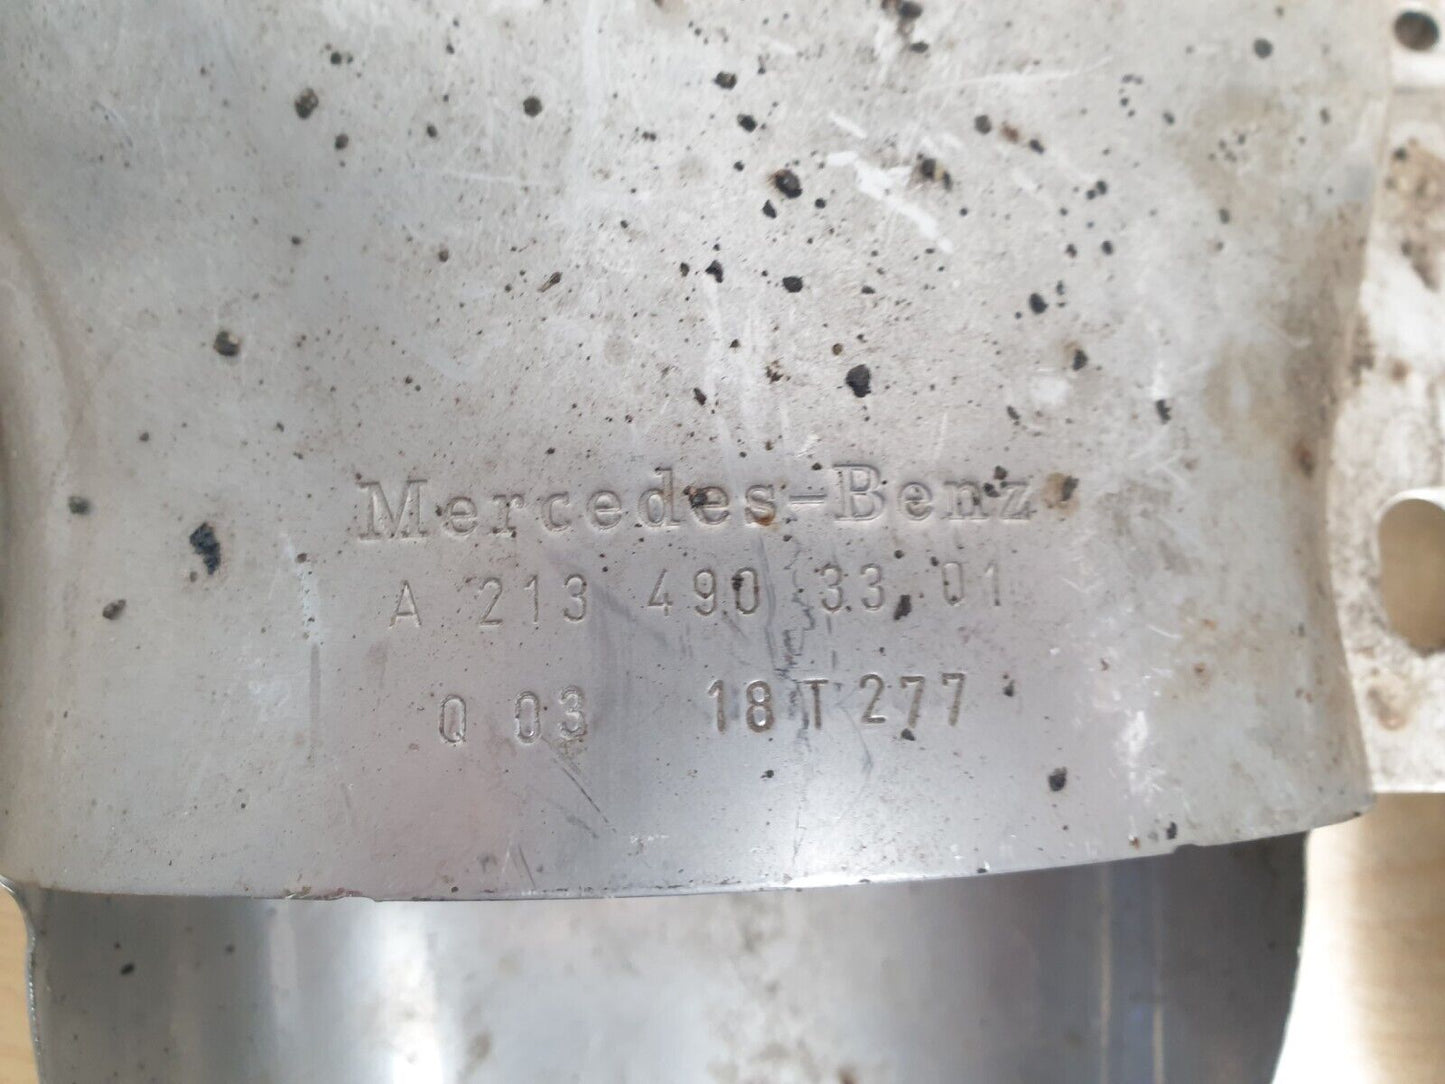 Mercedes-Benz
A 213 490 33 01
Q 03 18 T 277